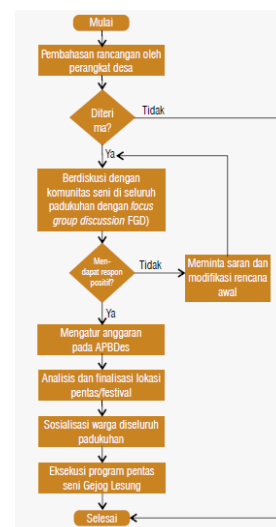 Mulai
Pembahasan rancangan oleh
perangkat desa
Diteri
ma?
Tidak
Ya
Berdiskusi dengan
komunitas seni di seluruh
padukuhan dengan focus
group discussion FGD)
Men-
dapat respon
positif?
Tidak
Meminta saran dan
modifikasi rencana
awal
Ya
Mengatur anggaran
pada APBDes
Analisis dan finalisasi lokasi
pentas/festival
Sosialisasi warga diseluruh
padukuhan
Eksekusi program pentas
seni Gejog Lesung
Selesai